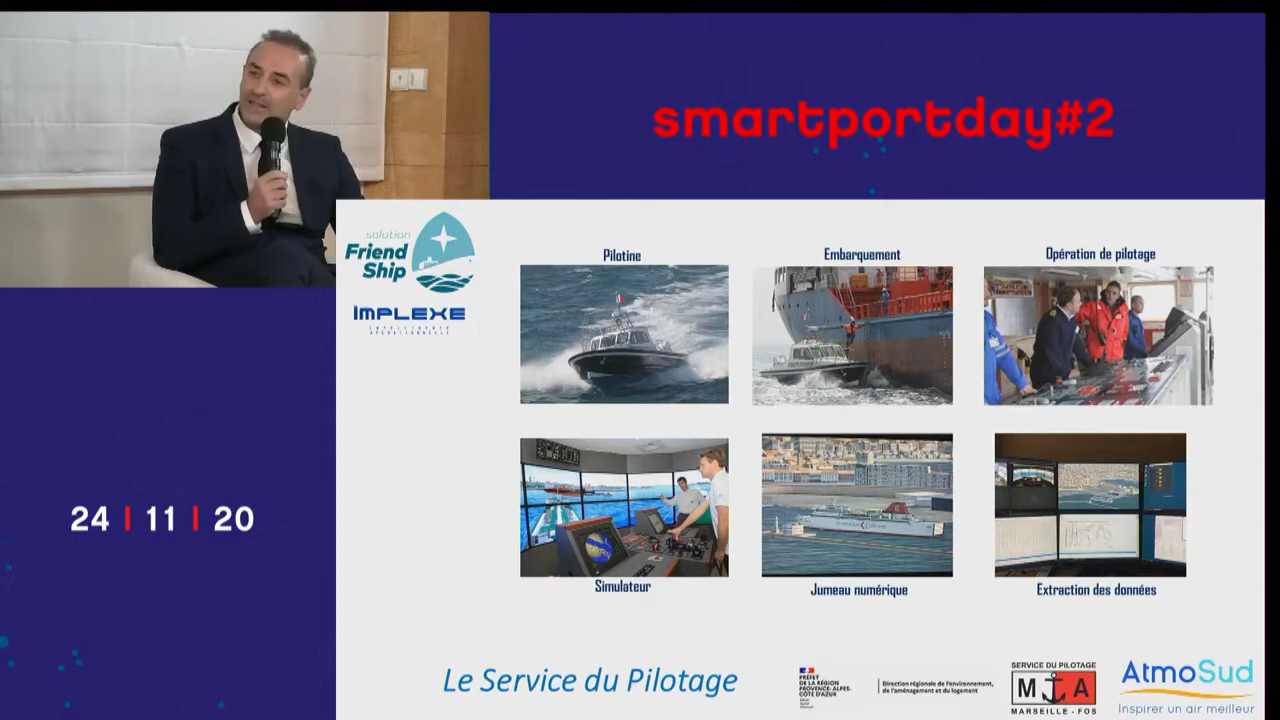 smartportday#2
solution
Friend
Ship
IMPLEXE
Pilotine
Embarquement
Opération de pilotage
Simulateur
Jumeau numérique
Extraction des données
24 | 11 | 20
Le Service du Pilotage
PRÉFET
DE LA RÉGION
PROVENCE-ALPES-
CÔTE D'AZUR
Direction régionale de l'environnement,
de l'aménagement et du logement
SERVICE DU PILOTAGE
M A
MARSEILLE - FOS
AtmoSud
Inspirer un air meilleur